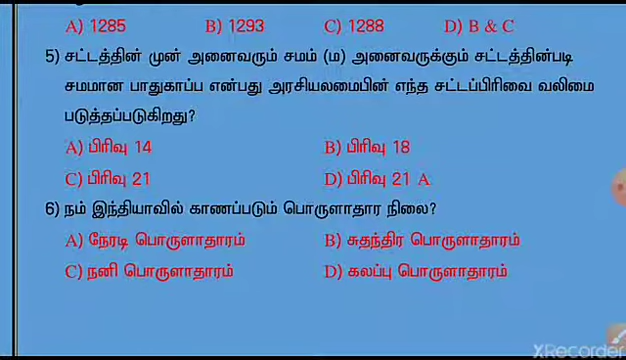 A) 1285 B) 1293 C) 1288 D) B & C
5) சட்டத்தின் முன் அனைவரும் சமம் (ம) அனைவருக்கும் சட்டத்தின்படி
சமமான பாதுகாப்ப என்பது அரசியலமைபின் எந்த சட்டப்பிரிவை வலிமை
படுத்தப்படுகிறது?
A) பிரிவு 14 B) பிரிவு 18
C) பிரிவு 21 D) பிரிவு 21 A
6) நம் இந்தியாவில் காணப்படும் பொருளாதார நிலை?
A) நேரடி பொருளாதாரம் B) சுதந்திர பொருளாதாரம்
C) நனி பொருளாதாரம் D) கலப்பு பொருளாதாரம்
XRecorder